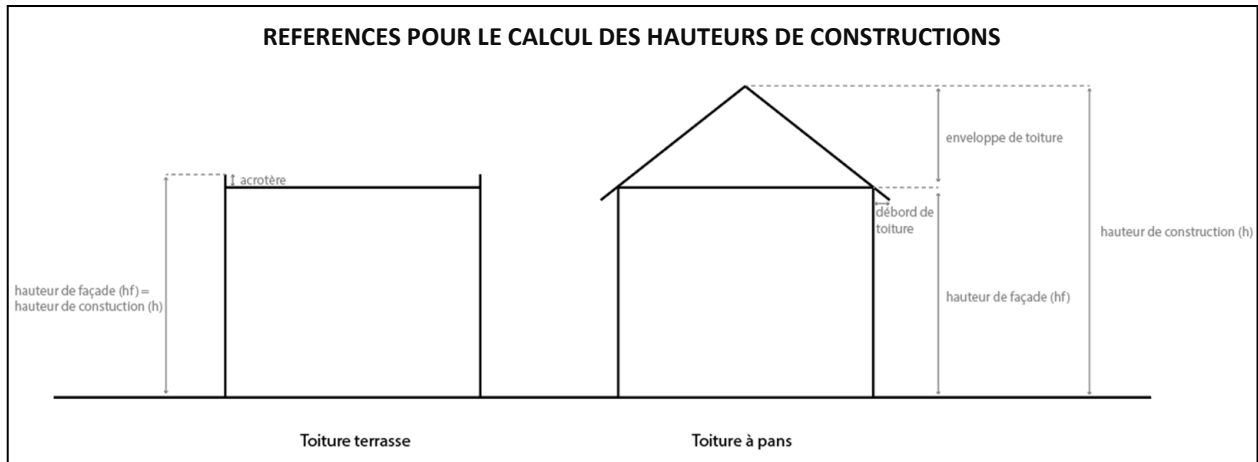 REFERENCES POUR LE CALCUL DES HAUTEURS DE CONSTRUCTIONS
acrotère
hauteur de façade (hf) =
hauteur de constuction (h)
Toiture terrasse
enveloppe de toiture
débord de
toiture
hauteur de construction (h)
hauteur de façade (hf)
Toiture à pans